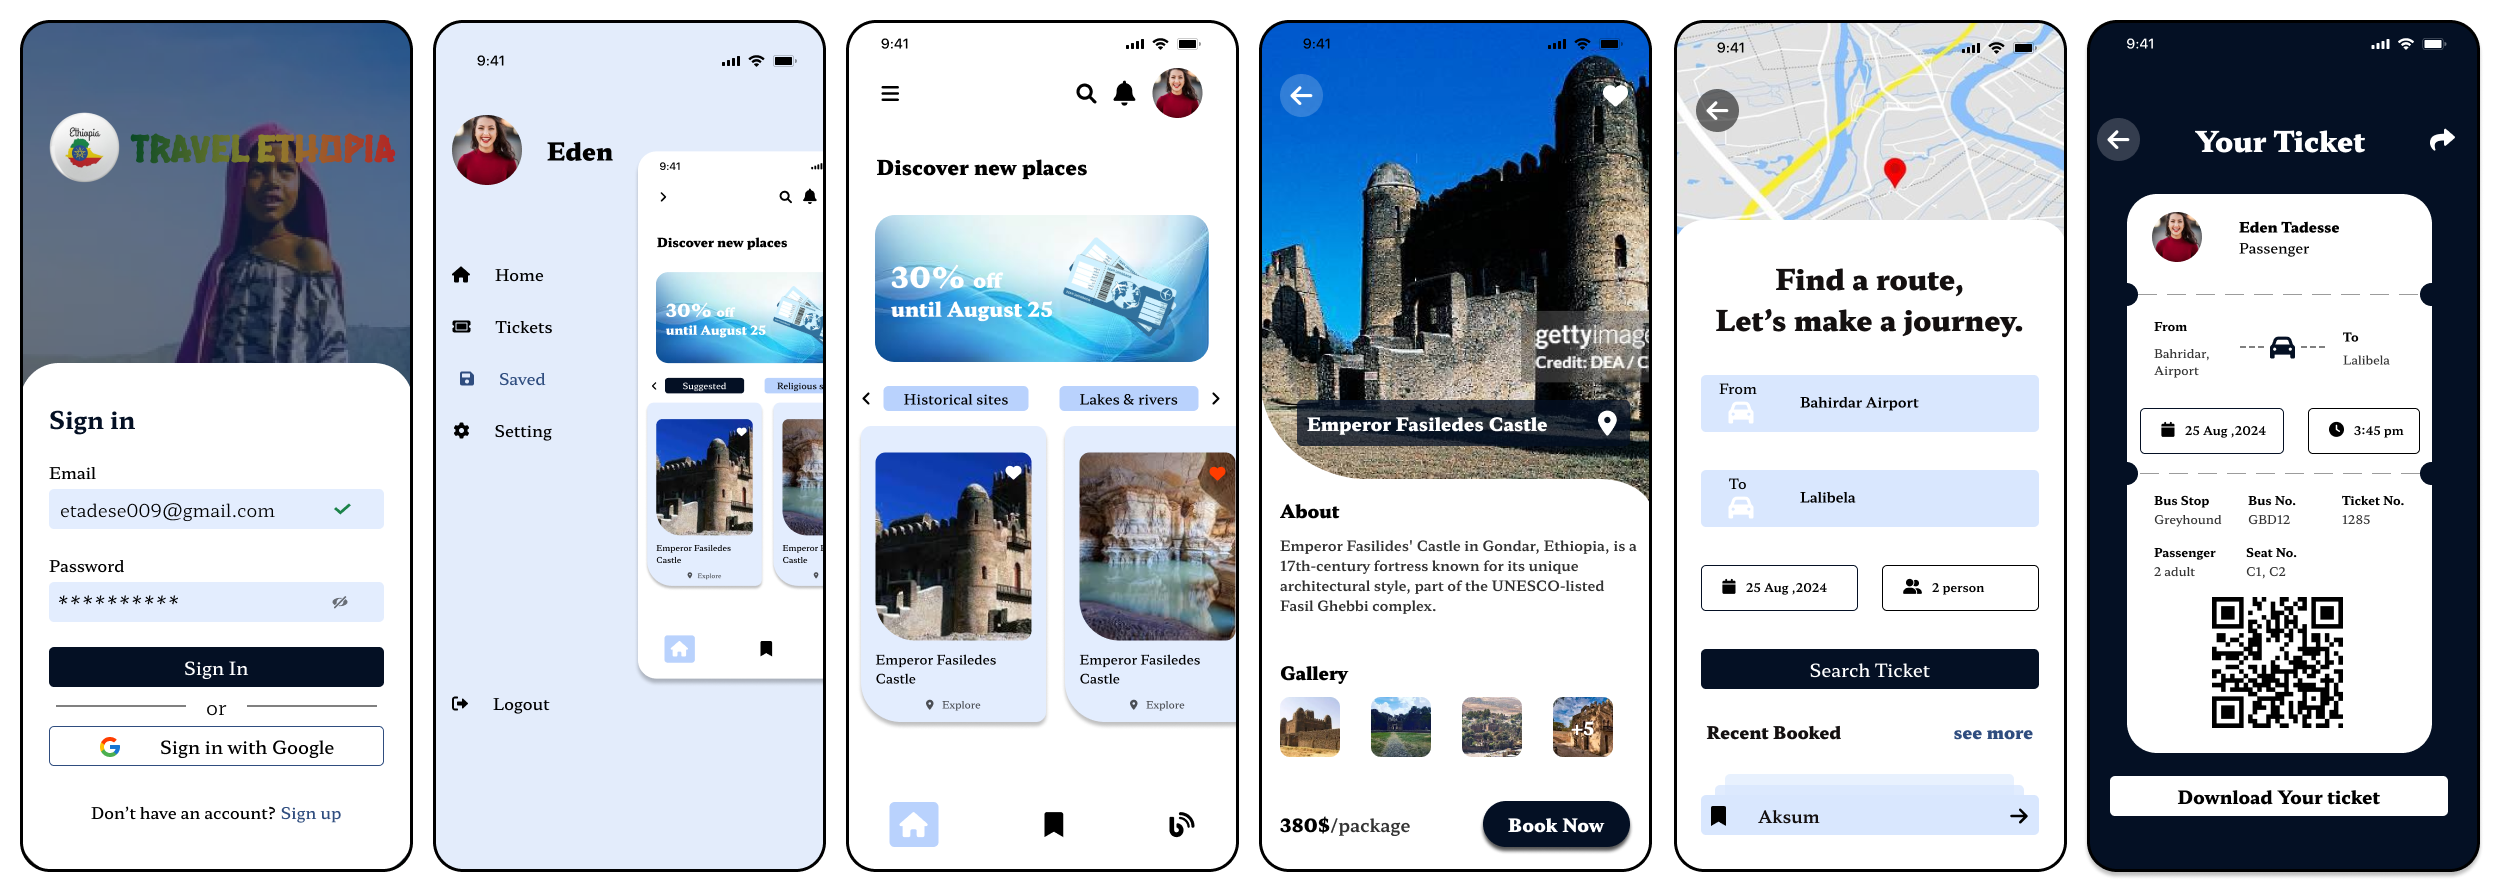 Ethiopia
TRAVEL ETHIOPIA
Sign in
Email
etadese009@gmail.com
Password
**********
Sign In
or
Sign in with Google
Don't have an account? Sign up
9:41
Eden
Home
Tickets
Saved
Setting
Logout
9:41
Discover new places
30% off
until August 25
Suggested
Religious s
Emperor Fasiledes
Castle
Explore
Emperor F
Castle
9:41
Discover new places
30% off
until August 25
Historical sites
Lakes & rivers
Emperor Fasiledes
Castle
Explore
Emperor Fasiledes
Castle
Explore
9:41
gettyimage
Credit: DEA / C
Emperor Fasiledes Castle
About
Emperor Fasilides' Castle in Gondar, Ethiopia, is a
17th-century fortress known for its unique
architectural style, part of the UNESCO-listed
Fasil Ghebbi complex.
Gallery
+5
380$/package
Book Now
9:41
Find a route,
Let's make a journey.
From
Bahirdar Airport
To
Lalibela
25 Aug ,2024
2 person
Search Ticket
Recent Booked
see more
Aksum
9:41
Your Ticket
Eden Tadesse
Passenger
From
Bahridar,
Airport
To
Lalibela
25 Aug ,2024
3:45 pm
Bus Stop
Greyhound
Bus No.
GBD12
Ticket No.
1285
Passenger
2 adult
Seat No.
C1, C2
Download Your ticket